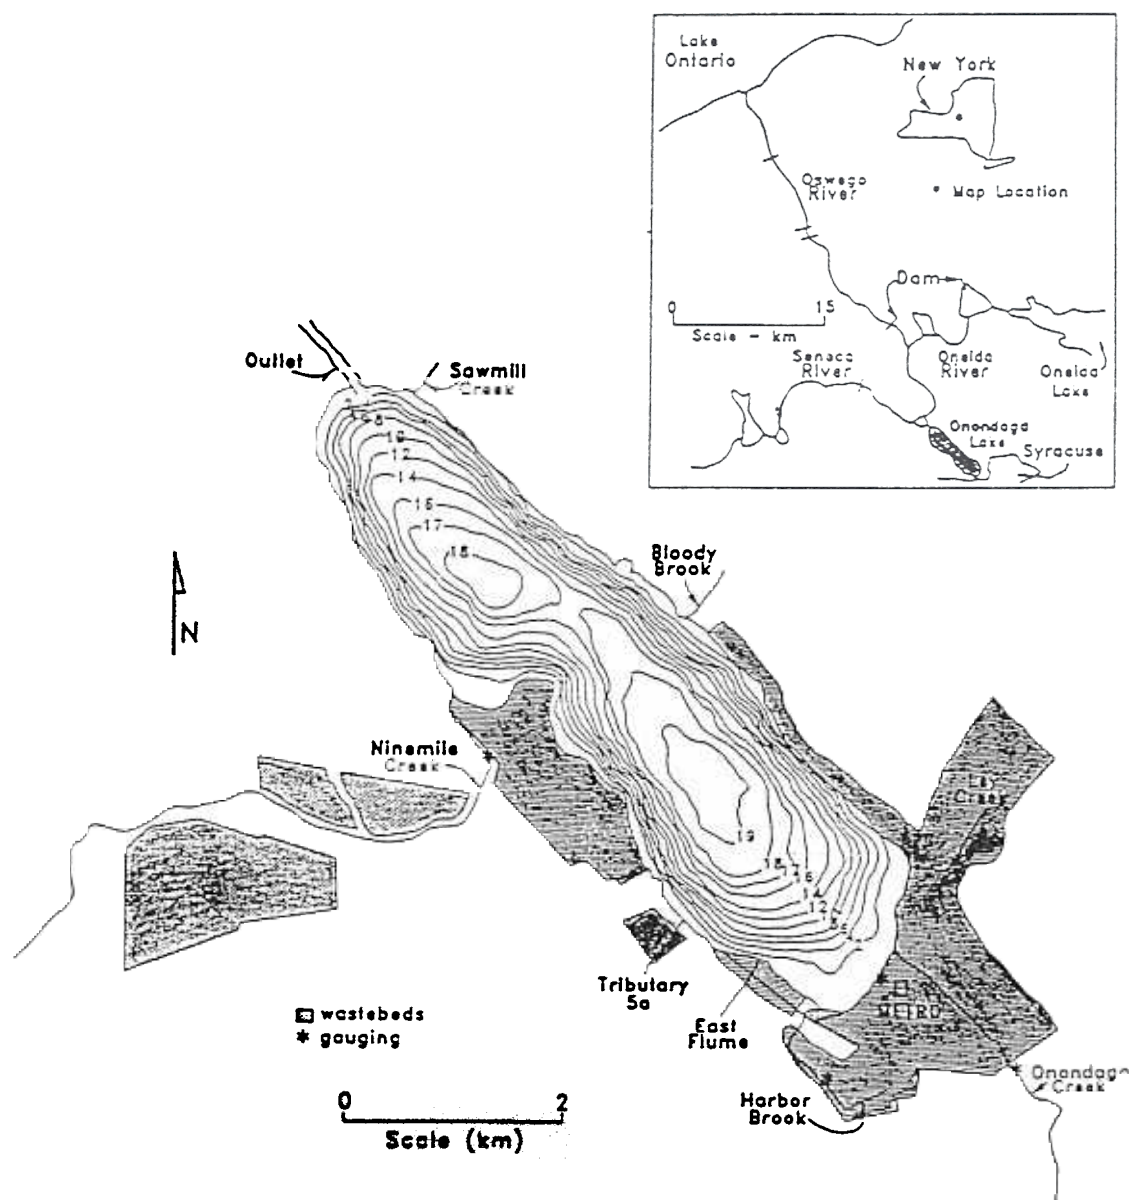 Lake
Ontario
New York
Oswego
River
Map Location
Dam
0 15
Scale - km
Seneca
River
Oneida
River
Oneida
Lake
Onondaga
Lake
Syracuse
Outlet
Sawmill
Creek
8
10
12
14
16
17
18
Bloody
Brook
N
Ninemile
Creek
Ley
Creek
19
18
17
16
14
12
Tributary
5a
METRO
wastebeds
gauging
East
Flume
Onondaga
Creek
0 2
Scale (km)
Harbor
Brook